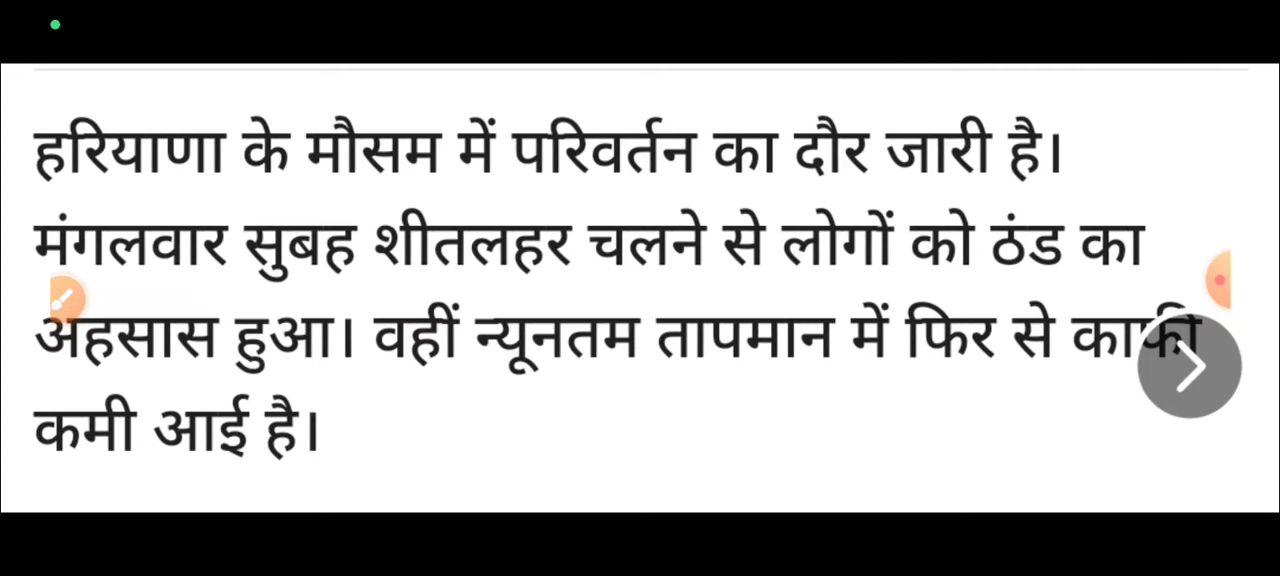 हरियाणा के मौसम में परिवर्तन का दौर जारी है।
मंगलवार सुबह शीतलहर चलने से लोगों को ठंड का
अहसास हुआ। वहीं न्यूनतम तापमान में फिर से काफी
कमी आई है।